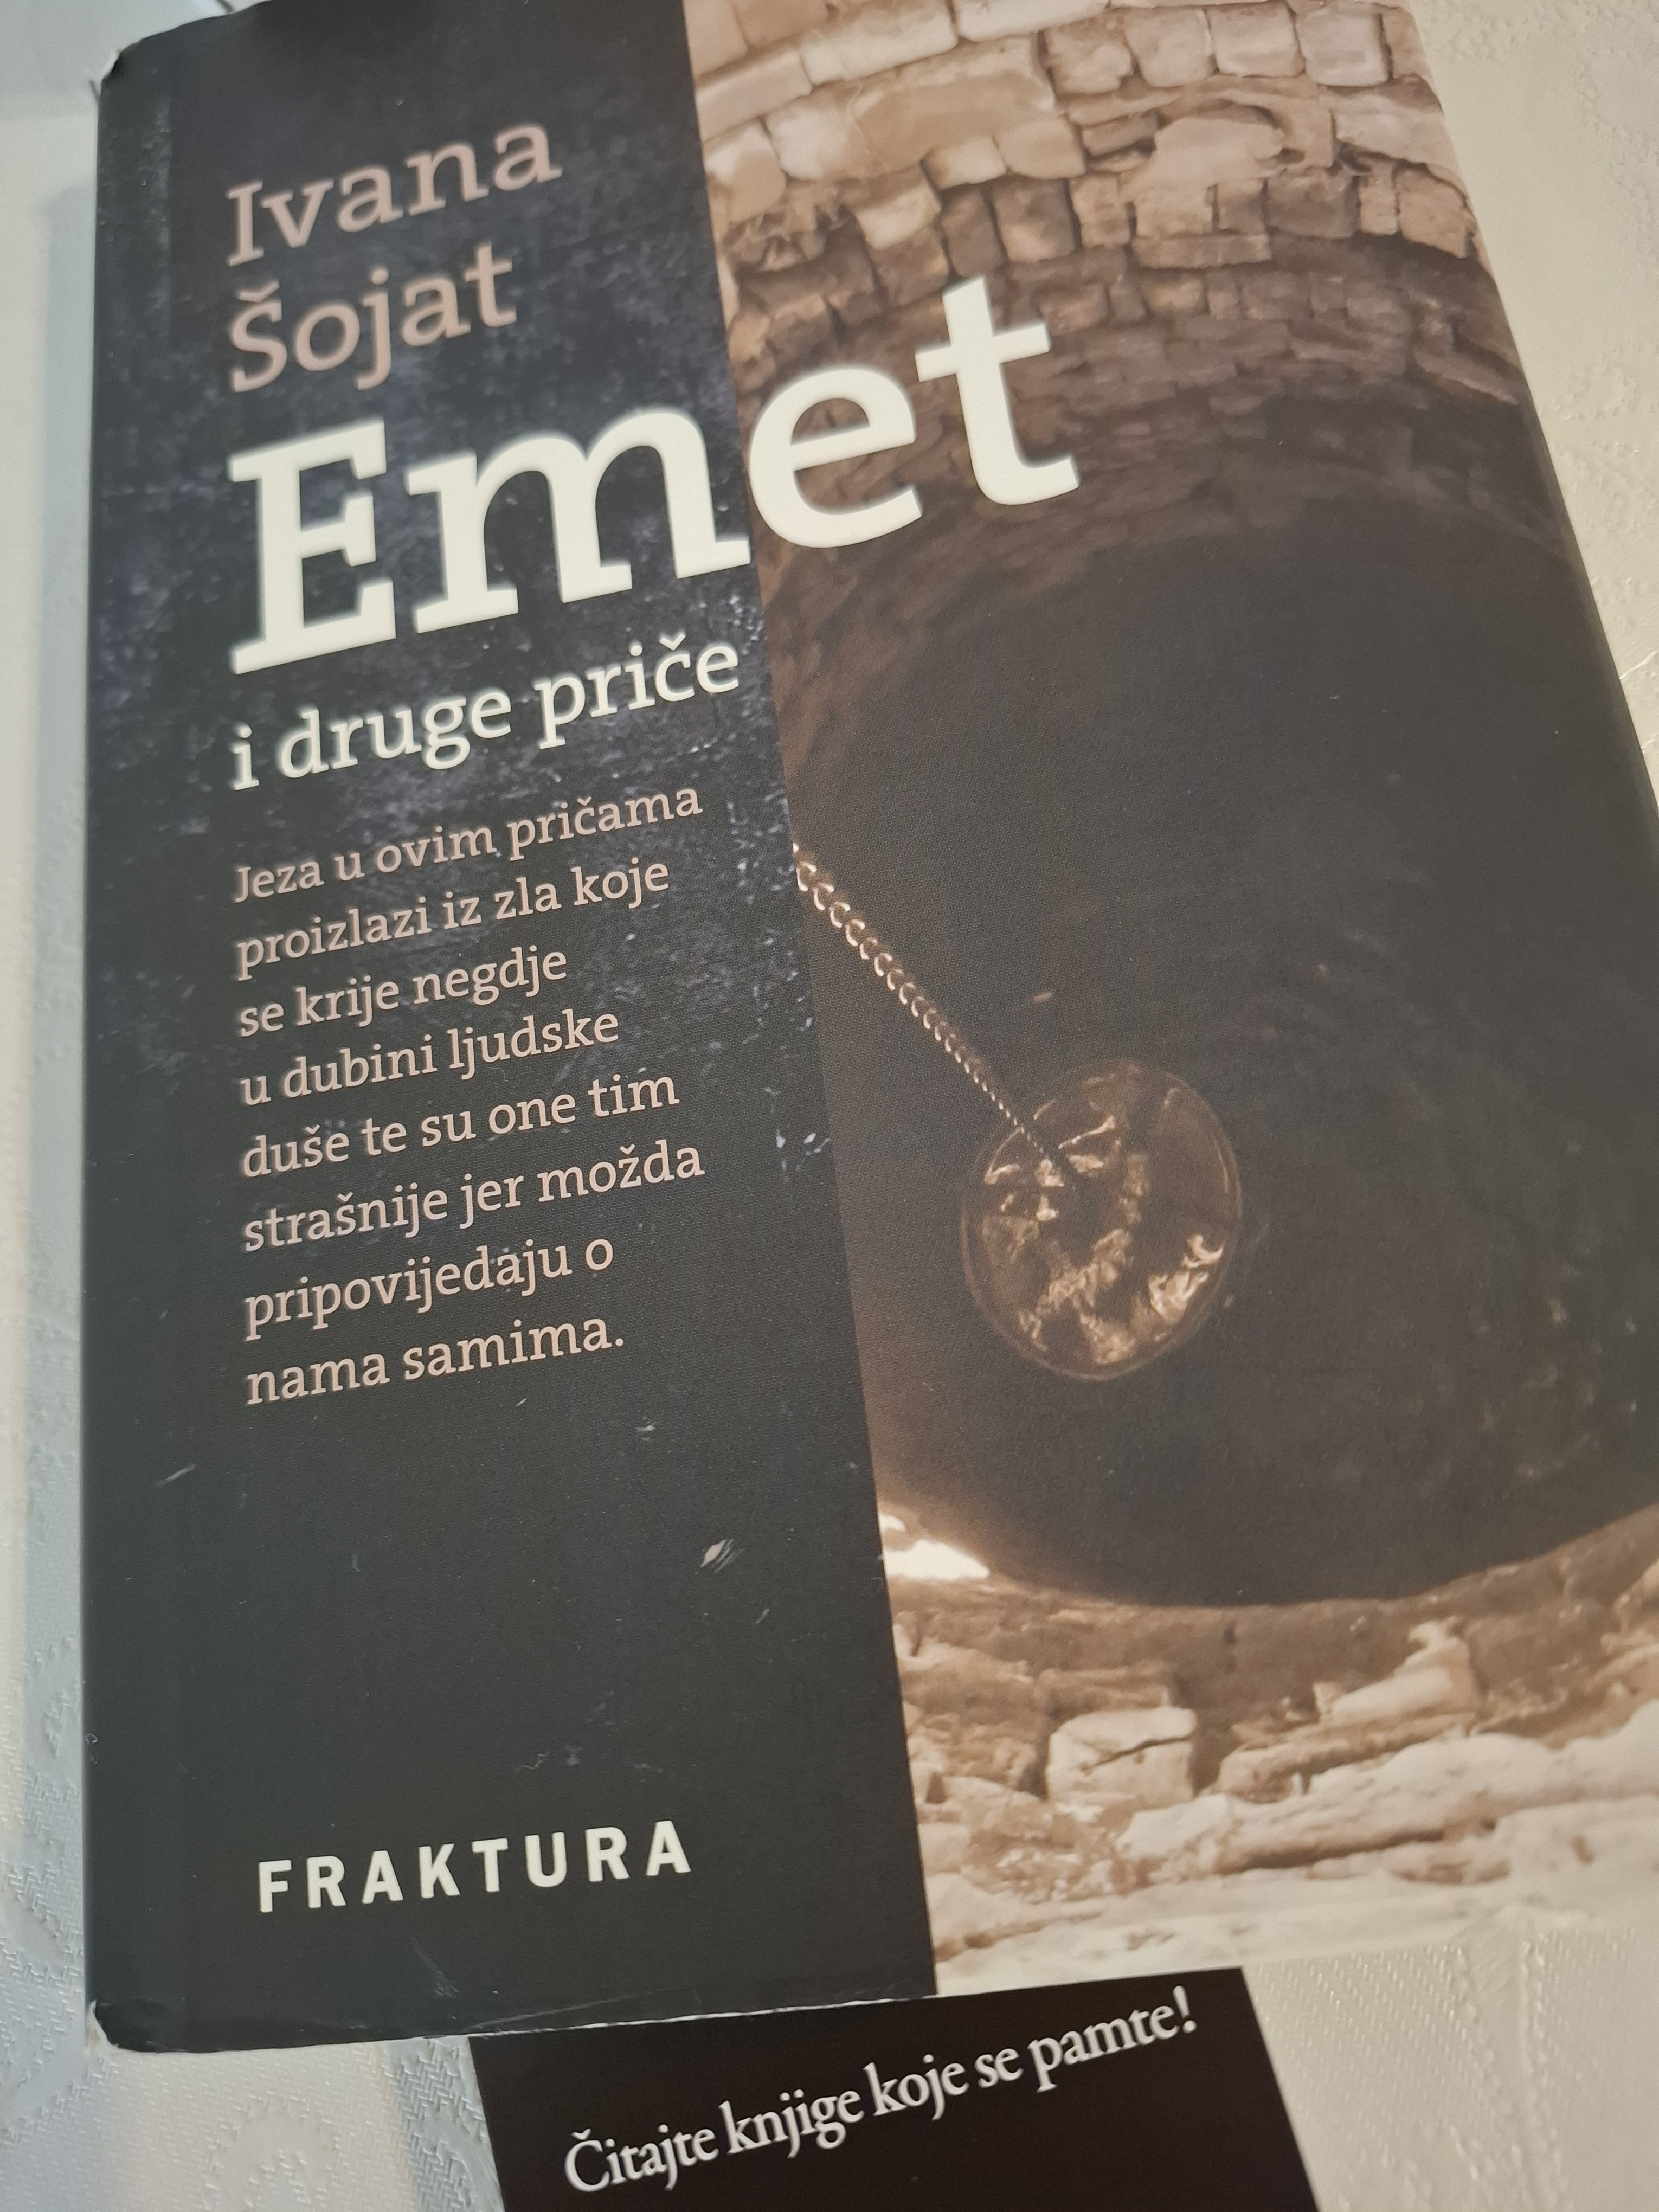 Ivana
Šojat
Emet
i druge priče
Jeza u ovim pričama
proizlazi iz zla koje
se krije negdje
u dubini ljudske
duše te su one tim
strašnije jer možda
pripovijedaju o
nama samima.
FRAKTURA
Čitajte knjige koje se pamte!